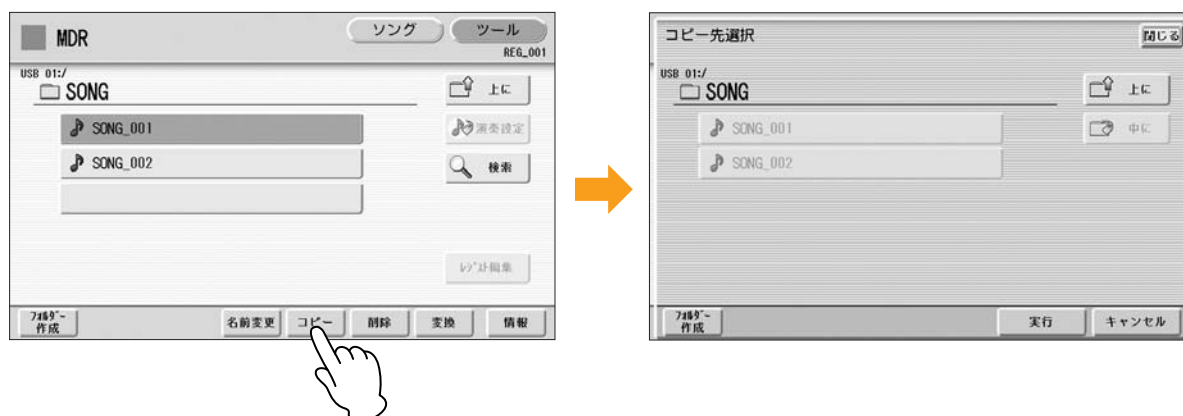 MDR
ソング
ツール
REG_001
USB 01:/
SONG
上に
SONG_001
演奏設定
SONG_002
検索
レジスト編集
フォルダー
作成
名前変更
コピー
削除
変換
情報
コピー先選択
閉じる
USB 01:/
SONG
上に
SONG_001
中に
SONG_002
フォルダー
作成
実行
キャンセル